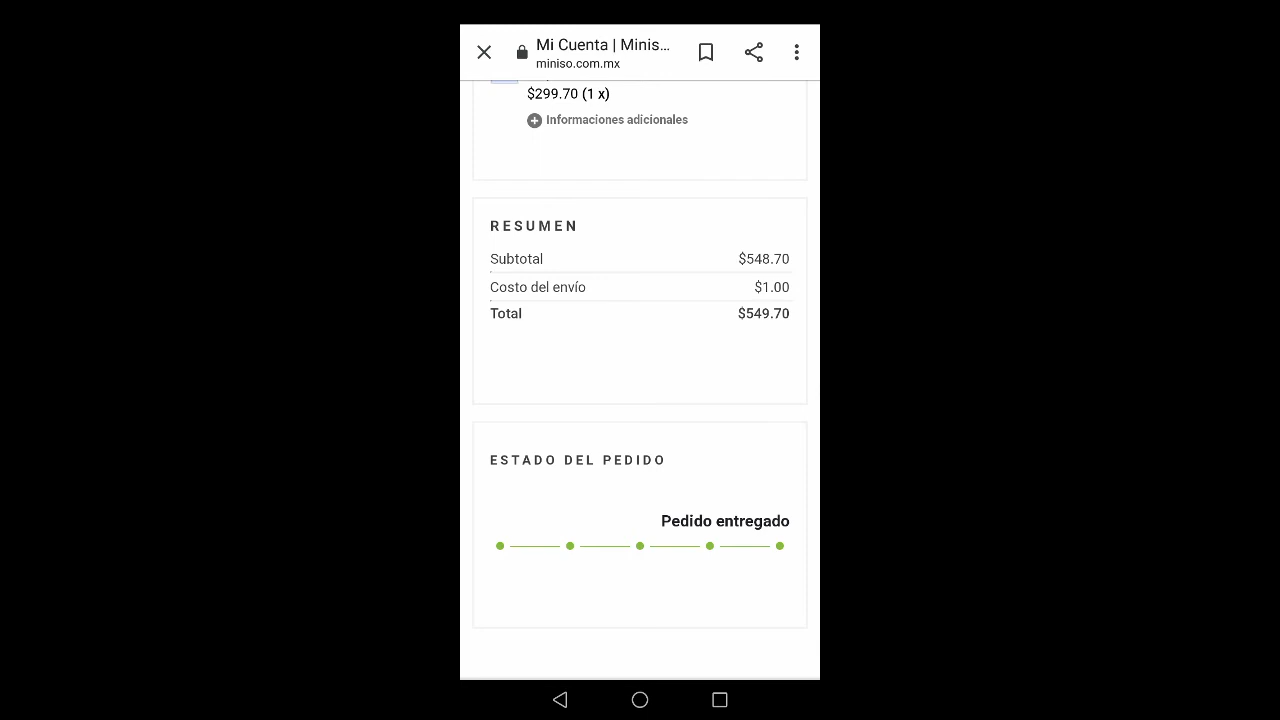 Mi Cuenta | Minis...
miniso.com.mx
$299.70 (1 x)
Informaciones adicionales
RESUMEN
Subtotal $548.70
Costo del envío $1.00
Total $549.70
ESTADO DEL PEDIDO
Pedido entregado